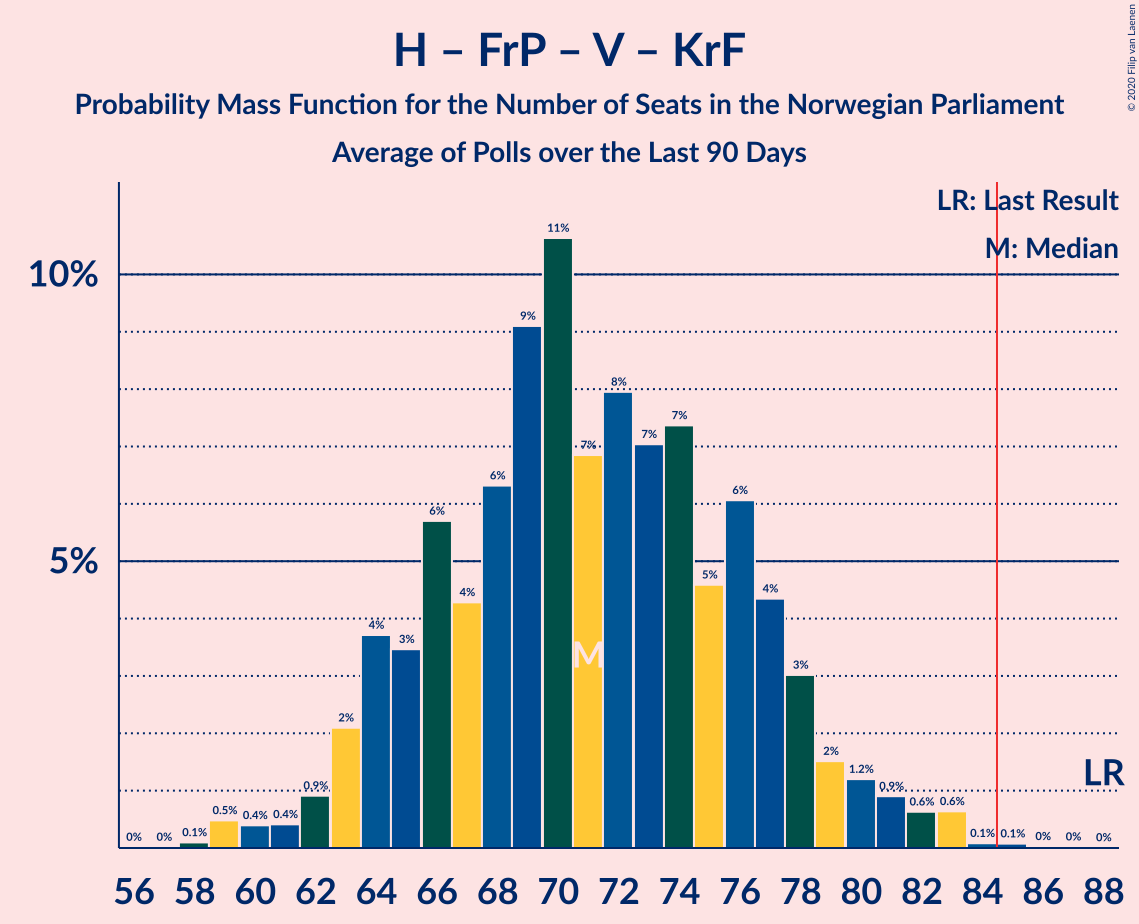 H – FrP – V – KrF
Probability Mass Function for the Number of Seats in the Norwegian Parliament
Average of Polls over the Last 90 Days
© 2020 Filip van Laenen
LR: Last Result
M: Median
10%
5%
0% 0% 0.1% 0.5% 0.4% 0.4% 0.9% 2% 4% 3% 6% 4% 6% 9% 11% 7% 8% 7% 7% 5% 6% 4% 3% 2% 1.2% 0.9% 0.6% 0.6% 0.1% 0.1% 0% 0% 0%
M
LR
56 58 60 62 64 66 68 70 72 74 76 78 80 82 84 86 88